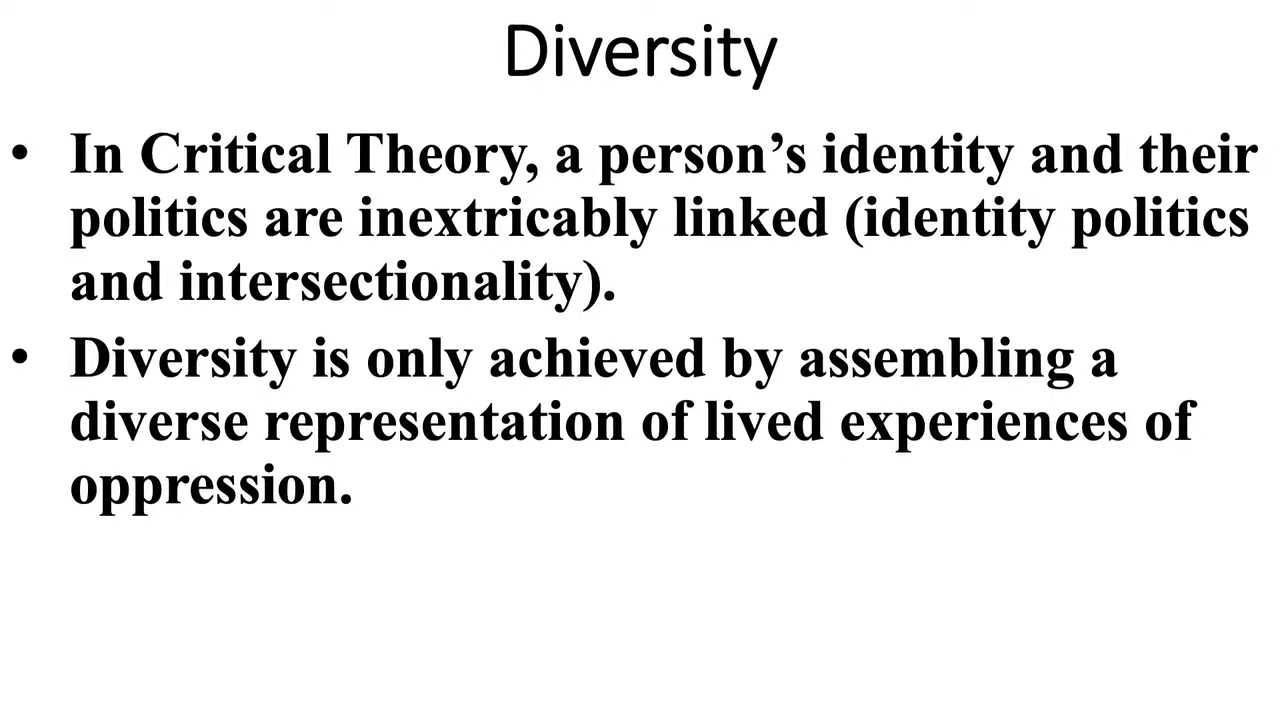 Diversity
• In Critical Theory, a person’s identity and their
politics are inextricably linked (identity politics
and intersectionality).
• Diversity is only achieved by assembling a
diverse representation of lived experiences of
oppression.